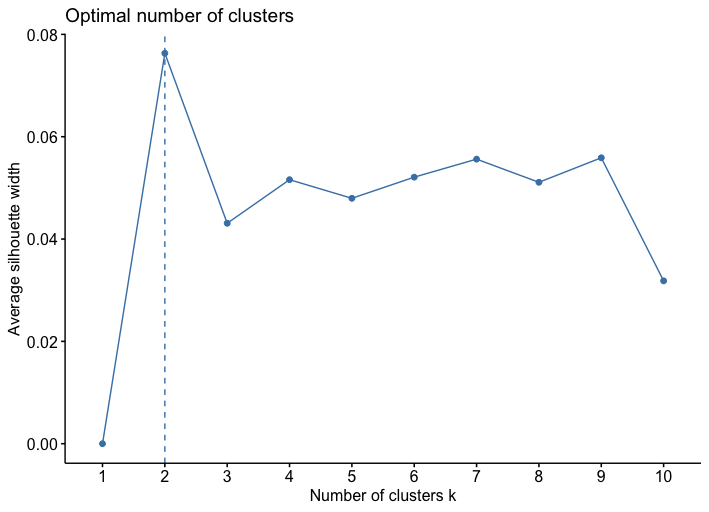 Optimal number of clusters
Average silhouette width
0.08
0.06
0.04
0.02
0.00
1 2 3 4 5 6 7 8 9 10
Number of clusters k